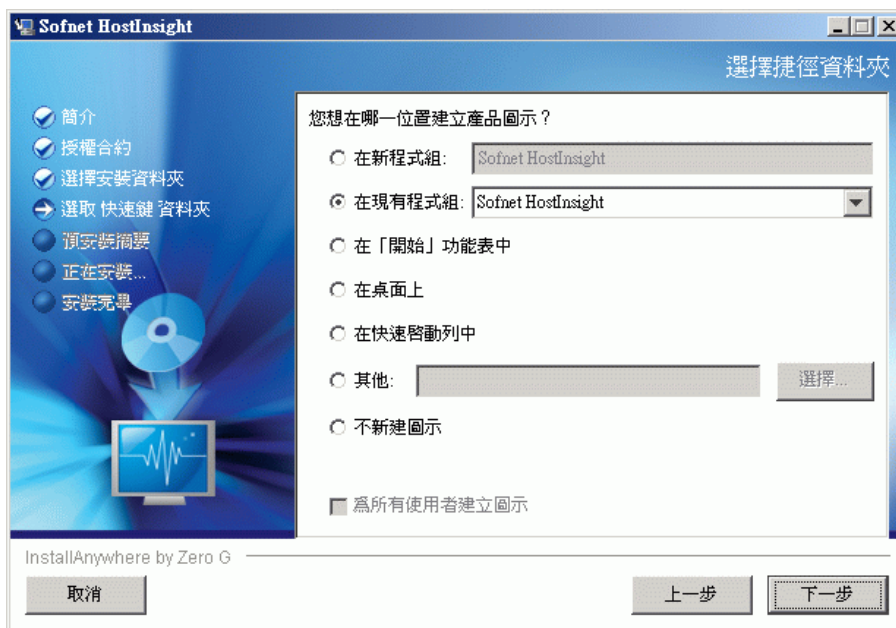 Sofnet HostInsight
選擇捷徑資料夾
簡介
授權合約
選擇安裝資料夾
選取 快速鍵 資料夾
預安裝摘要
正在安裝...
安裝完畢
您想在哪一位置建立產品圖示？
在新程式組: Sofnet HostInsight
在現有程式組: Sofnet HostInsight
在「開始」功能表中
在桌面上
在快速啓動列中
其他: 選擇...
不新建圖示
爲所有使用者建立圖示
InstallAnywhere by Zero G
取消 上一步 下一步